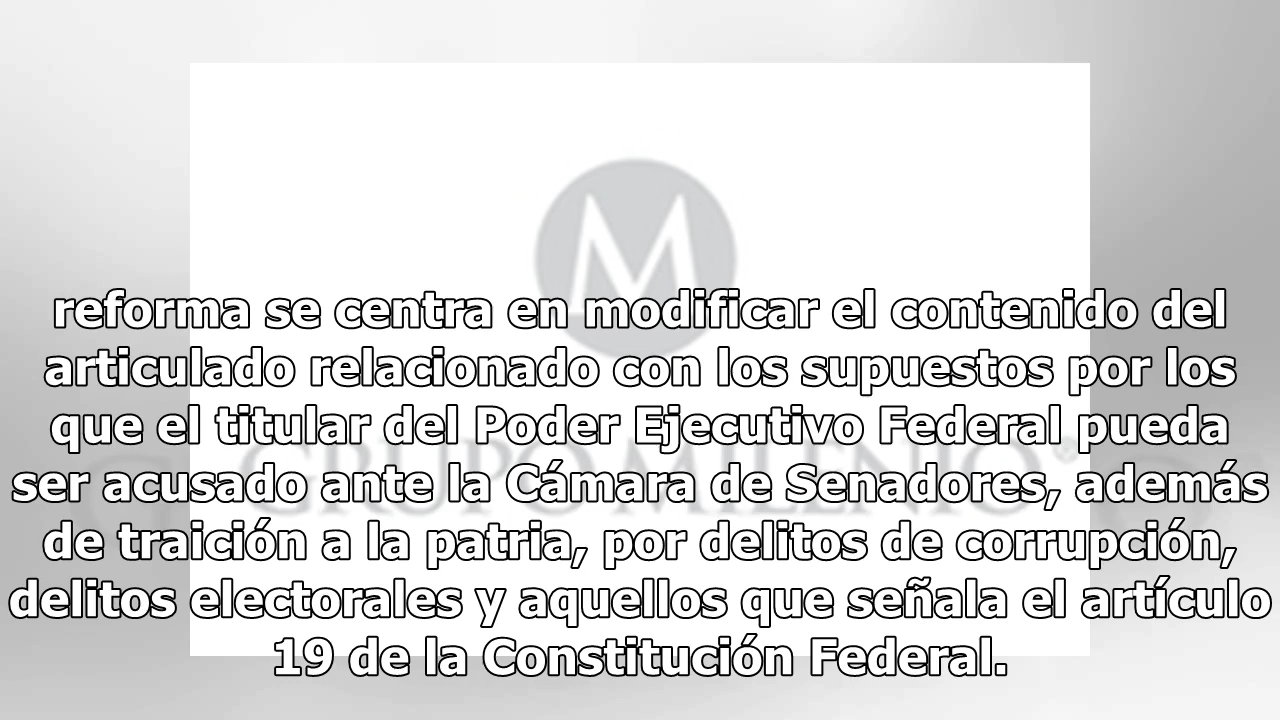 M
reforma se centra en modificar el contenido del
articulado relacionado con los supuestos por los
que el titular del Poder Ejecutivo Federal pueda
GRUPO MILENIO®
ser acusado ante la Cámara de Senadores, además
de traición a la patria, por delitos de corrupción,
delitos electorales y aquellos que señala el artículo
19 de la Constitución Federal.